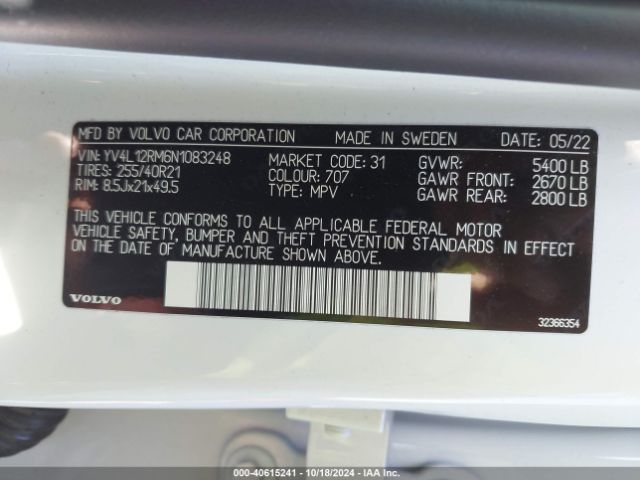 MFD BY VOLVO CAR CORPORATION MADE IN SWEDEN DATE: 05/22
VIN: YV4L12RM6N1083248 MARKET CODE: 31 GVWR: 5400 LB
TIRES: 255/40R21 COLOUR: 707 GAWR FRONT: 2670 LB
RIM: 8.5Jx21x49.5 TYPE: MPV GAWR REAR: 2800 LB
THIS VEHICLE CONFORMS TO ALL APPLICABLE FEDERAL MOTOR
VEHICLE SAFETY, BUMPER AND THEFT PREVENTION STANDARDS IN EFFECT
ON THE DATE OF MANUFACTURE SHOWN ABOVE.
VOLVO 32366354
000-40615241 - 10/18/2024 - IAAI.COM